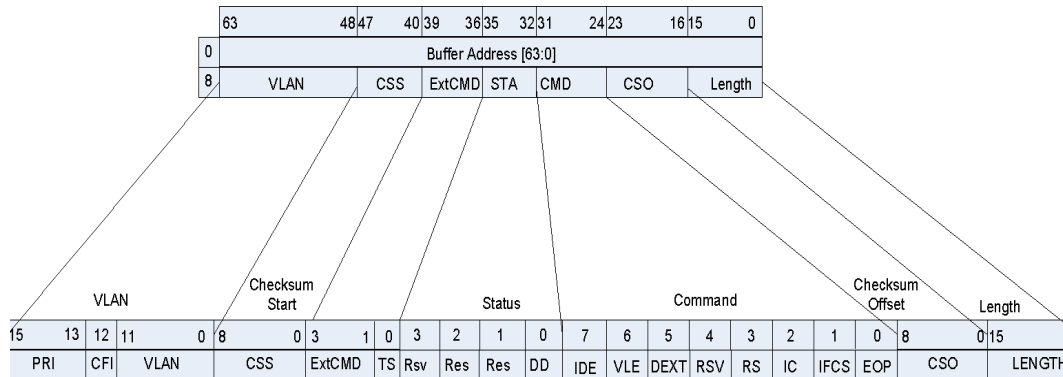 63 48 47 40 39 36 35 32 31 24 23 16 15 0
0 Buffer Address [63:0]
8 VLAN CSS ExtCMD STA CMD CSO Length
VLAN Checksum Start Status Command Checksum Offset Length
15 13 12 11 0 8 0 3 1 0 3 2 1 0 7 6 5 4 3 2 1 0 8 0 15
PRI CFI VLAN CSS ExtCMD TS Rsv Res Res DD IDE VLE DEXT RSV RS IC IFCS EOP CSO LENGTH